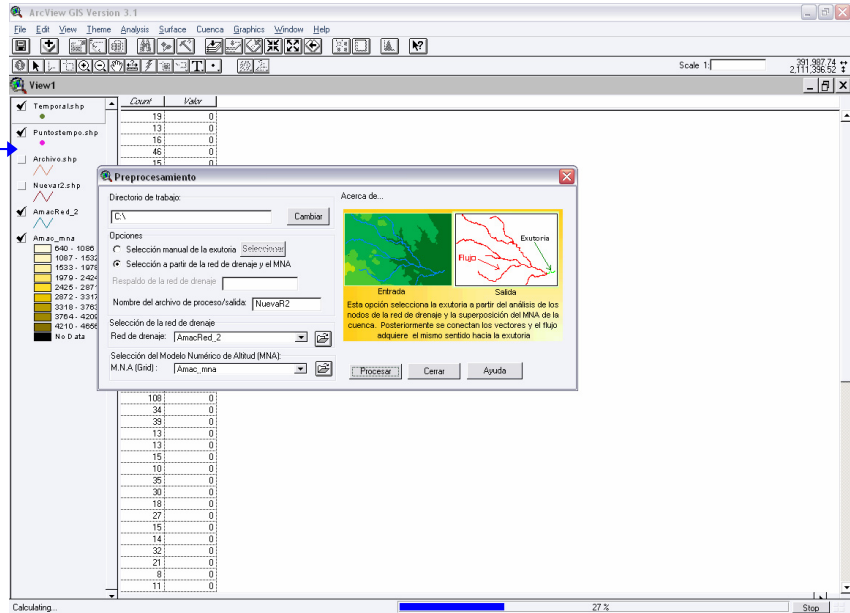 ArcView GIS Version 3.1
File Edit View Theme Analysis Surface Cuenca Graphics Window Help
Scale 1:
391,987.74
2,111,396.52
View1
Temporal.shp
Puntostempo.shp
Archivo.shp
Nuevar2.shp
AmacRed_2
Amac_mna
640 - 1086
1087 - 1532
1533 - 1978
1979 - 2424
2425 - 2871
2872 - 3317
3318 - 3763
3764 - 4209
4210 - 4666
No Data
Count Valor
19 0
13 0
16 0
46 0
15 0
Preprocesamiento
Directorio de trabajo:
C:\
Cambiar
Opciones
Selección manual de la exutoria Seleccionar
Selección a partir de la red de drenaje y el MNA
Respaldo de la red de drenaje
Nombre del archivo de proceso/salida: NuevaR2
Selección de la red de drenaje
Red de drenaje: AmacRed_2
Selección del Modelo Numérico de Altitud (MNA):
M.N.A (Grid) : Amac_mna
Acerca de...
Exutoria
Flujo
Entrada Salida
Esta opción selecciona la exutoria a partir del análisis de los
nodos de la red de drenaje y la superposición del MNA de la
cuenca. Posteriormente se conectan los vectores y el flujo
adquiere el mismo sentido hacia la exutoria
Procesar Cerrar Ayuda
108 0
34 0
39 0
13 0
13 0
15 0
10 0
35 0
30 0
18 0
27 0
15 0
14 0
32 0
21 0
8 0
11 0
Calculating...
27 %
Stop